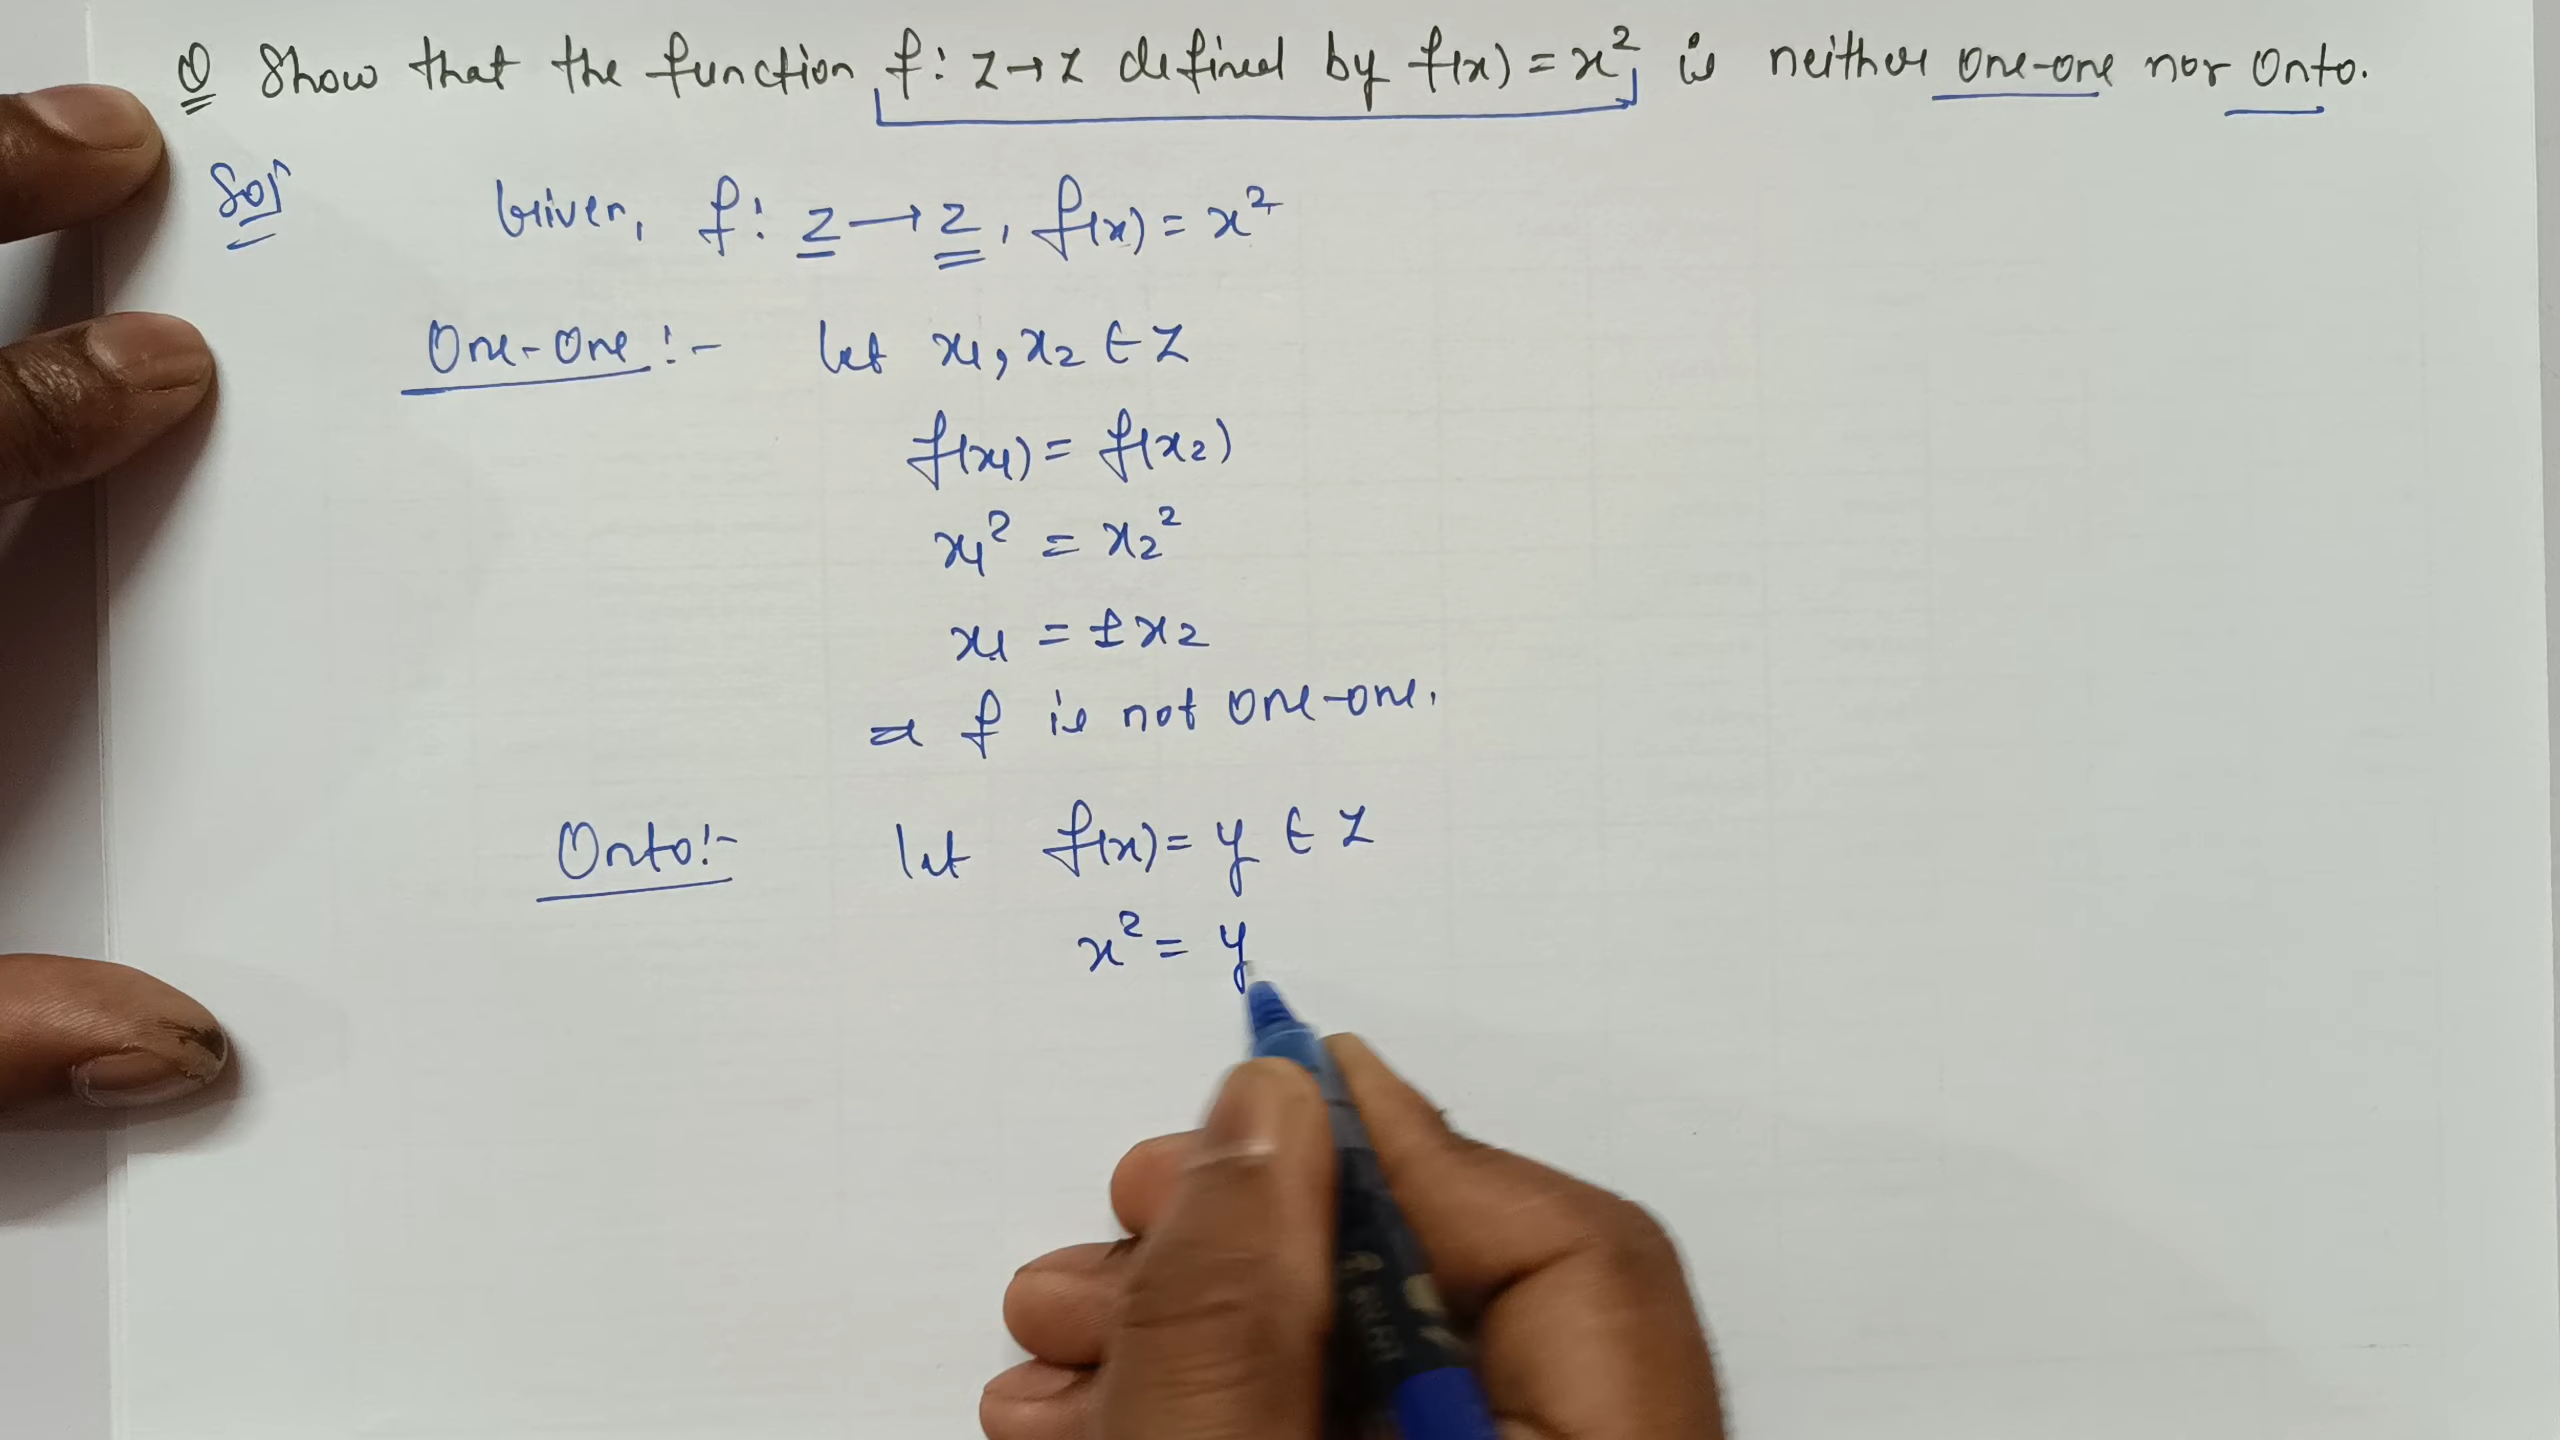 Q Show that the function f: Z→Z defined by f(x) = x² is neither one-one nor onto.
Sol
Given, f: Z → Z, f(x) = x²
One-One :- let x₁, x₂ ∈ Z
f(x₁) = f(x₂)
x₁² = x₂²
x₁ = ± x₂
⇒ f is not one-one.
Onto :- let f(x) = y ∈ Z
x² = y